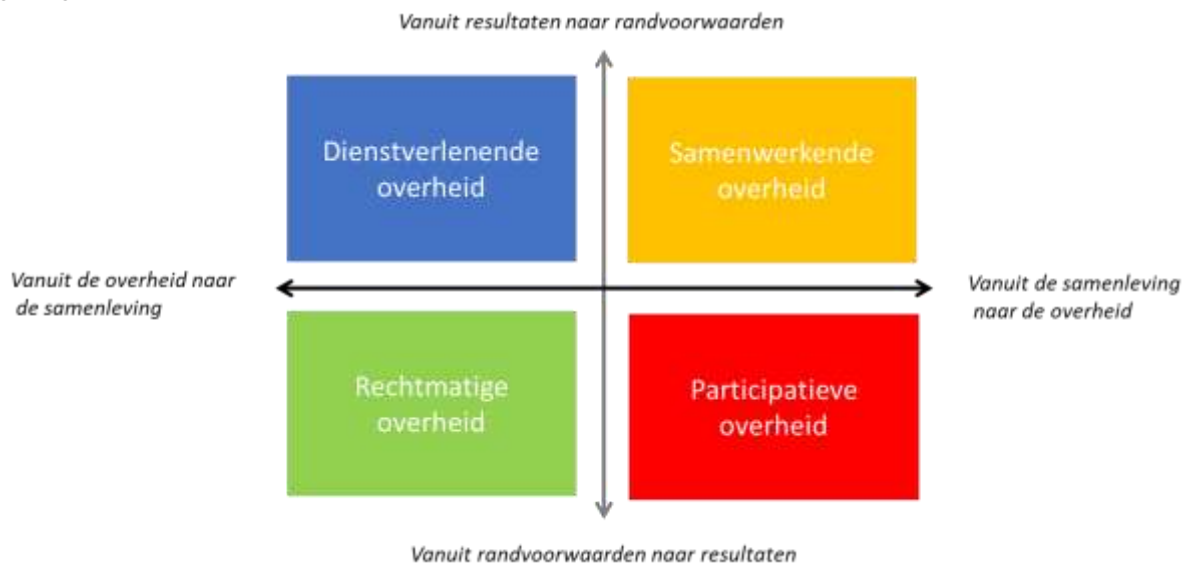 Vanuit resultaten naar randvoorwaarden
Dienstverlenende
overheid
Samenwerkende
overheid
Vanuit de overheid naar
de samenleving
Vanuit de samenleving
naar de overheid
Rechtmatige
overheid
Participatieve
overheid
Vanuit randvoorwaarden naar resultaten